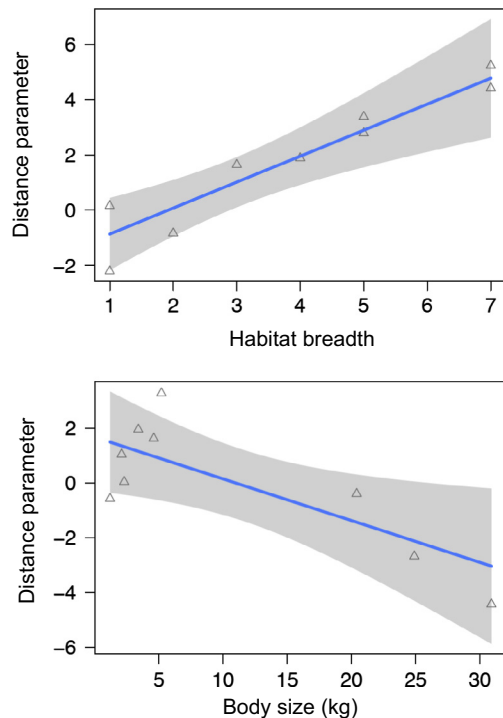 Distance parameter
6
4
2
0
−2
1 2 3 4 5 6 7
Habitat breadth
Distance parameter
2
0
−2
−4
−6
5 10 15 20 25 30
Body size (kg)